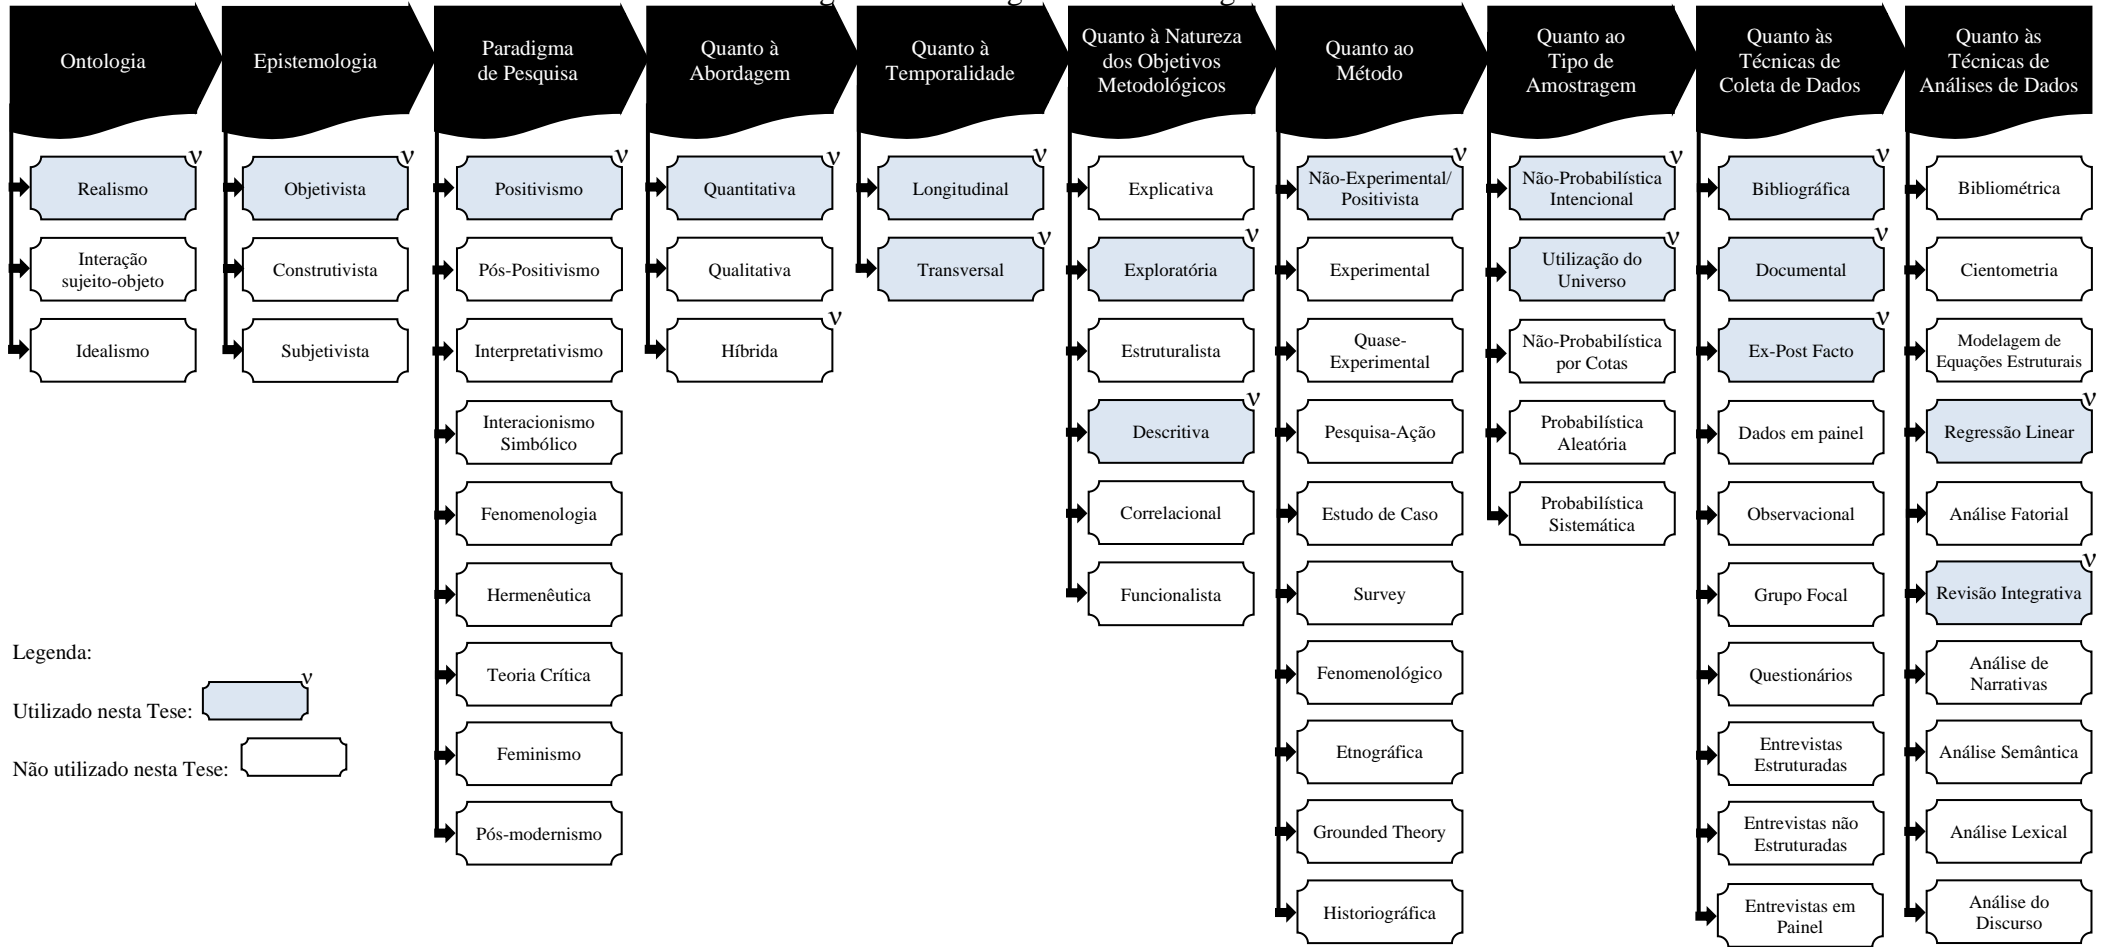 Ontologia
Epistemologia
Paradigma
de Pesquisa
Quanto à
Abordagem
Quanto à
Temporalidade
Quanto à Natureza
dos Objetivos
Metodológicos
Quanto ao
Método
Quanto ao
Tipo de
Amostragem
Quanto às
Técnicas de
Coleta de Dados
Quanto às
Técnicas de
Análises de Dados
Realismo
ν
Interação
sujeito-objeto
Idealismo
Objetivista
ν
Construtivista
Subjetivista
Positivismo
ν
Pós-Positivismo
Interpretativismo
Interacionismo
Simbólico
Fenomenologia
Hermenêutica
Teoria Crítica
Feminismo
Pós-modernismo
Quantitativa
ν
Qualitativa
Híbrida
ν
Longitudinal
ν
Transversal
ν
Explicativa
Exploratória
ν
Estruturalista
Descritiva
ν
Correlacional
Funcionalista
Não-Experimental/
Positivista
ν
Experimental
Quase-
Experimental
Pesquisa-Ação
Estudo de Caso
Survey
Fenomenológico
Etnográfica
Grounded Theory
Historiográfica
Não-Probabilística
Intencional
ν
Utilização do
Universo
ν
Não-Probabilística
por Cotas
Probabilística
Aleatória
Probabilística
Sistemática
Bibliográfica
ν
Documental
ν
Ex-Post Facto
ν
Dados em painel
Observacional
Grupo Focal
Questionários
Entrevistas
Estruturadas
Entrevistas não
Estruturadas
Entrevistas em
Painel
Bibliométrica
Cientometria
Modelagem de
Equações Estruturais
Regressão Linear
ν
Análise Fatorial
Revisão Integrativa
ν
Análise de
Narrativas
Análise Semântica
Análise Lexical
Análise do
Discurso
Legenda:
Utilizado nesta Tese:
ν
Não utilizado nesta Tese: